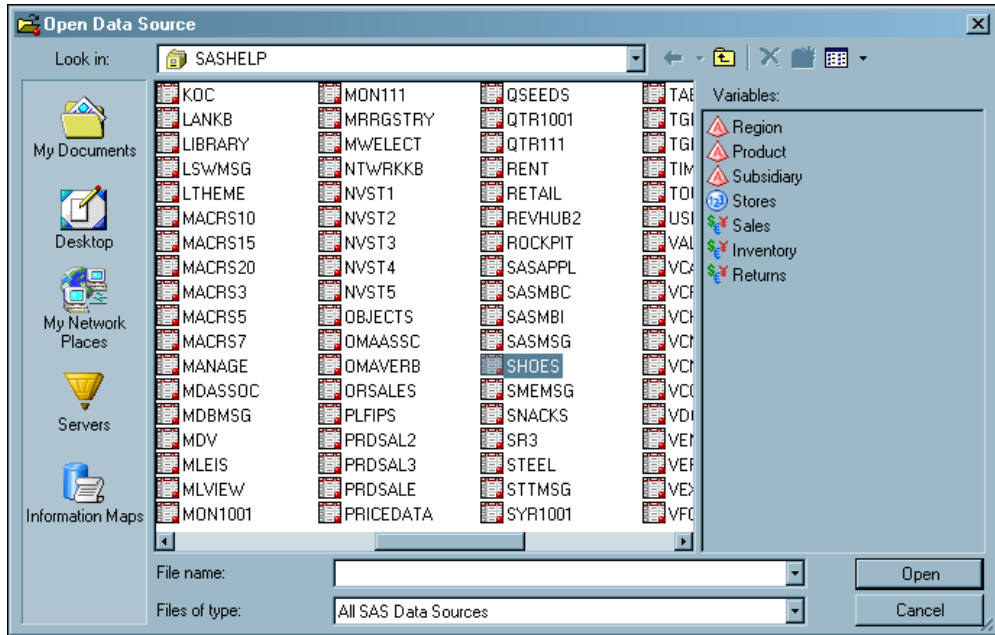 Open Data Source
Look in:
SASHELP
My Documents
Desktop
My Network
Places
Servers
Information Maps
KOC
LANKB
LIBRARY
LSWMSG
LTHEME
MACRS10
MACRS15
MACRS20
MACRS3
MACRS5
MACRS7
MANAGE
MDASSOC
MDBMSG
MDV
MLEIS
MLVIEW
MON1001
MON111
MRRGSTRY
MWELECT
NTWRKKB
NVST1
NVST2
NVST3
NVST4
NVST5
OBJECTS
OMAASSC
OMAVERB
ORSALES
PLFIPS
PRDSAL2
PRDSAL3
PRDSALE
PRICEDATA
QSEEDS
QTR1001
QTR111
RENT
RETAIL
REVHUB2
ROCKPIT
SASAPPL
SASMBC
SASMBI
SASMSG
SHOES
SMEMSG
SNACKS
SR3
STEEL
STTMSG
SYR1001
Variables:
Region
Product
Subsidiary
Stores
Sales
Inventory
Returns
File name:
Open
Files of type:
All SAS Data Sources
Cancel